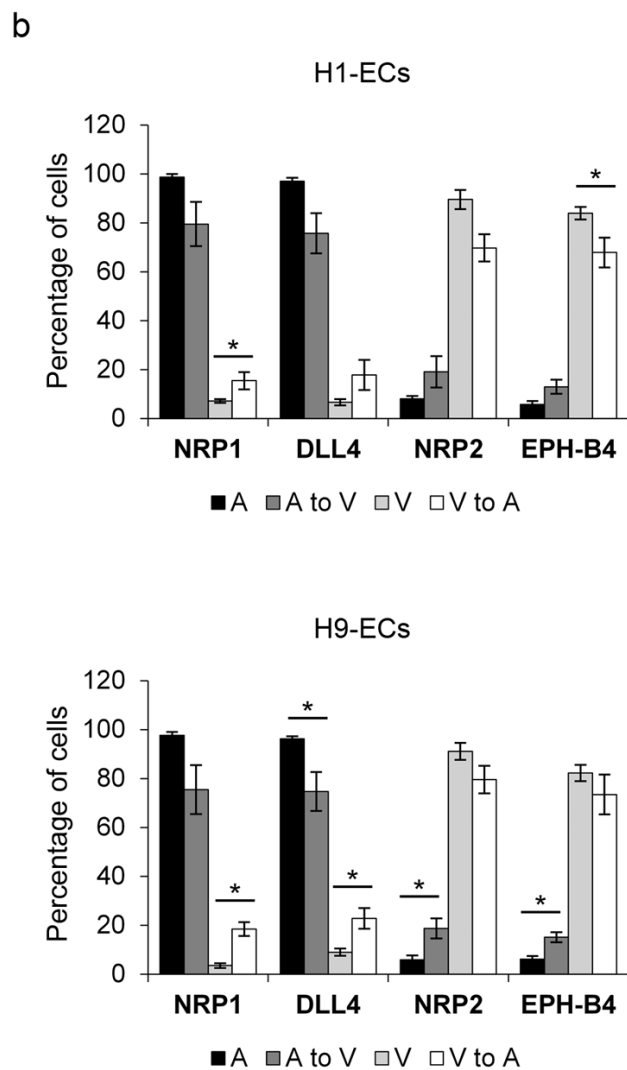 b
H1-ECs
Percentage of cells
120
100
80
60
40
20
0
*
*
NRP1 DLL4 NRP2 EPH-B4
A A to V V V to A
H9-ECs
Percentage of cells
120
100
80
60
40
20
0
*
*
*
*
*
NRP1 DLL4 NRP2 EPH-B4
A A to V V V to A